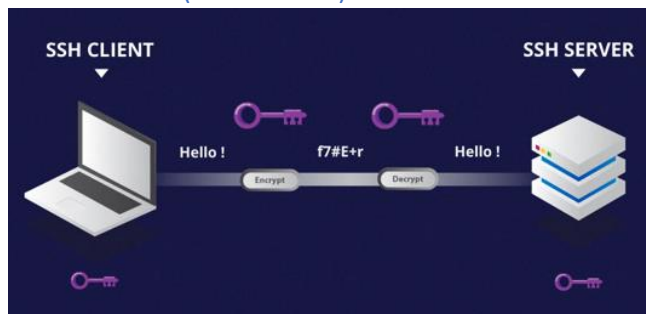 SSH CLIENT
SSH SERVER
Hello !
f7#E+r
Hello !
Encrypt
Decrypt